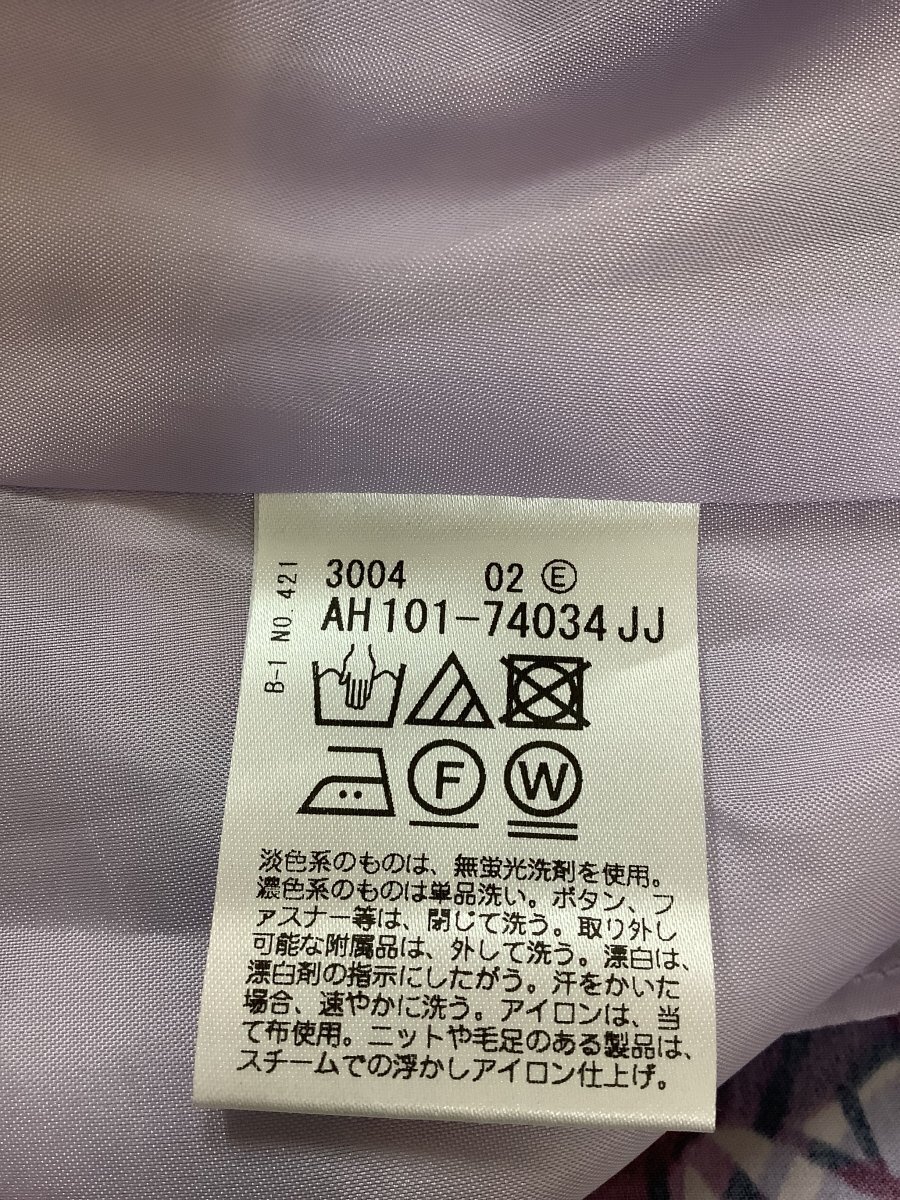 B-1 NO.421
3004 02 Ⓔ
AH101-74034JJ
F W
淡色系のものは、無蛍光洗剤を使用。
濃色系のものは単品洗い。ボタン、フ
ァスナー等は、閉じて洗う。取り外し
可能な附属品は、外して洗う。漂白は、
漂白剤の指示にしたがう。汗をかいた
場合、速やかに洗う。アイロンは、当
て布使用。ニットや毛足のある製品は、
スチームでの浮かしアイロン仕上げ。